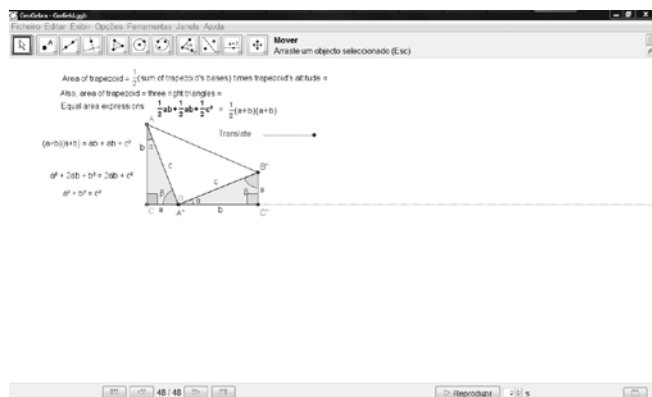 GeoGebra - Garfield.ggb
Ficheiro Editar Exibir Opções Ferramentas Janela Ajuda
Mover
Arraste um objecto seleccionado (Esc)
Area of trapezoid = 1/2(sum of trapezoid's bases) times trapezoid's altitude =
Also, area of trapezoid = three right triangles =
Equal area expressions: 1/2ab+1/2ab+1/2c² = 1/2(a+b)(a+b)
Translate
(a+b)(a+b) = ab + ab + c²
a² + 2ab + b² = 2ab + c²
a² + b² = c²
A
b α
c
B''
c
β a
β α
C a A'' b C''
48 / 48
Reproduzir 2 s